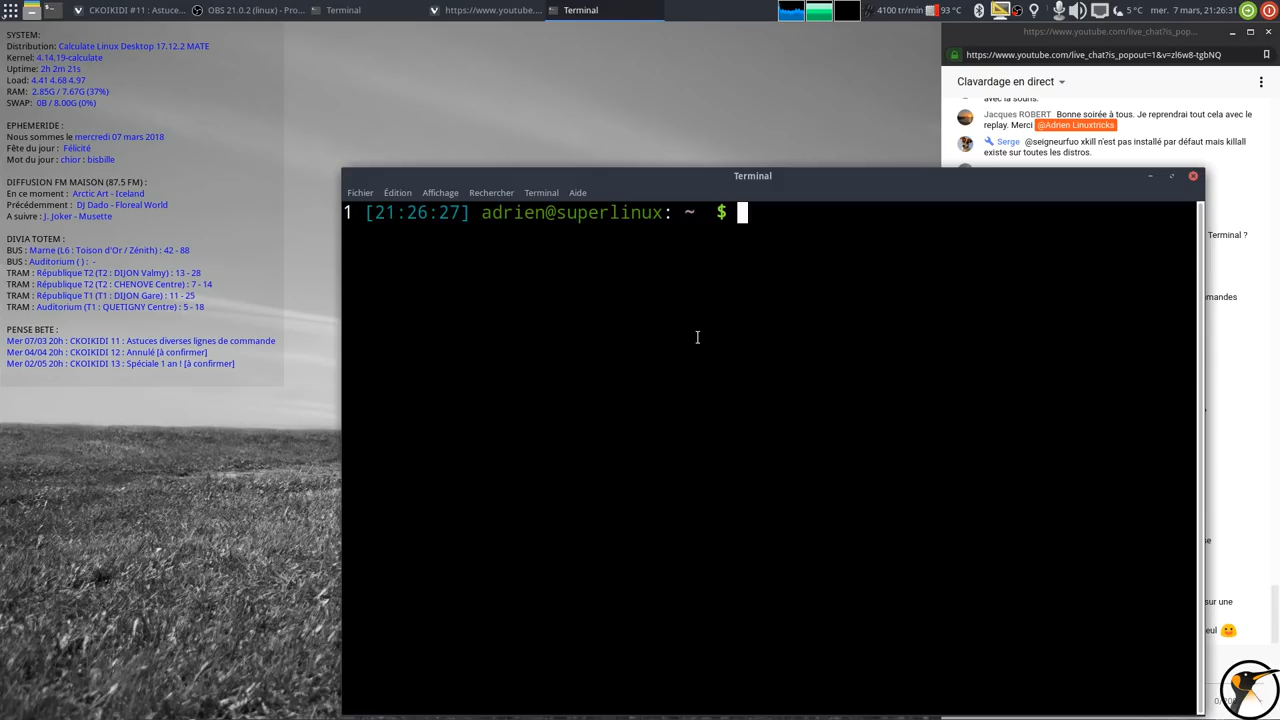 CKOIKIDI #11 : Astuce...
OBS 21.0.2 (linux) - Pro...
Terminal
https://www.youtube....
Terminal
4100 tr/min
93 °C
5 °C
mer. 7 mars, 21:26:31
SYSTEM:
Distribution: Calculate Linux Desktop 17.12.2 MATE
Kernel: 4.14.19-calculate
Uptime: 2h 2m 21s
Load: 4.41 4.68 4.97
RAM: 2.85G / 7.67G (37%)
SWAP: 0B / 8.00G (0%)
EPHEMERIDE :
Nous sommes le mercredi 07 mars 2018
Fête du jour : Félicité
Mot du jour : chior : bisbille
DIFFUSION FM MAISON (87.5 FM) :
En ce moment : Arctic Art - Iceland
Précédemment : DJ Dado - Floreal World
A suivre : J. Joker - Musette
DIVIA TOTEM :
BUS : Marne (L6 : Toison d'Or / Zénith) : 42 - 88
BUS : Auditorium ( ) : -
TRAM : République T2 (T2 : DIJON Valmy) : 13 - 28
TRAM : République T2 (T2 : CHENOVE Centre) : 7 - 14
TRAM : République T1 (T1 : DIJON Gare) : 11 - 25
TRAM : Auditorium (T1 : QUETIGNY Centre) : 5 - 18
PENSE BETE :
Mer 07/03 20h : CKOIKIDI 11 : Astuces diverses lignes de commande
Mer 04/04 20h : CKOIKIDI 12 : Annulé [à confirmer]
Mer 02/05 20h : CKOIKIDI 13 : Spéciale 1 an ! [à confirmer]
https://www.youtube.com/live_chat?is_pop...
https://www.youtube.com/live_chat?is_popout=1&v=zl6w8-tgbNQ
Clavardage en direct
avec la souris.
Jacques ROBERT Bonne soirée à tous. Je reprendrai tout cela avec le
replay. Merci @Adrien Linuxtricks
Serge @seigneurfuo xkill n'est pas installé par défaut mais killall
existe sur toutes les distros.
Terminal
Fichier Édition Affichage Rechercher Terminal Aide
1 [21:26:27] adrien@superlinux: ~ $
Terminal ?
mandes
se
sur une
eul